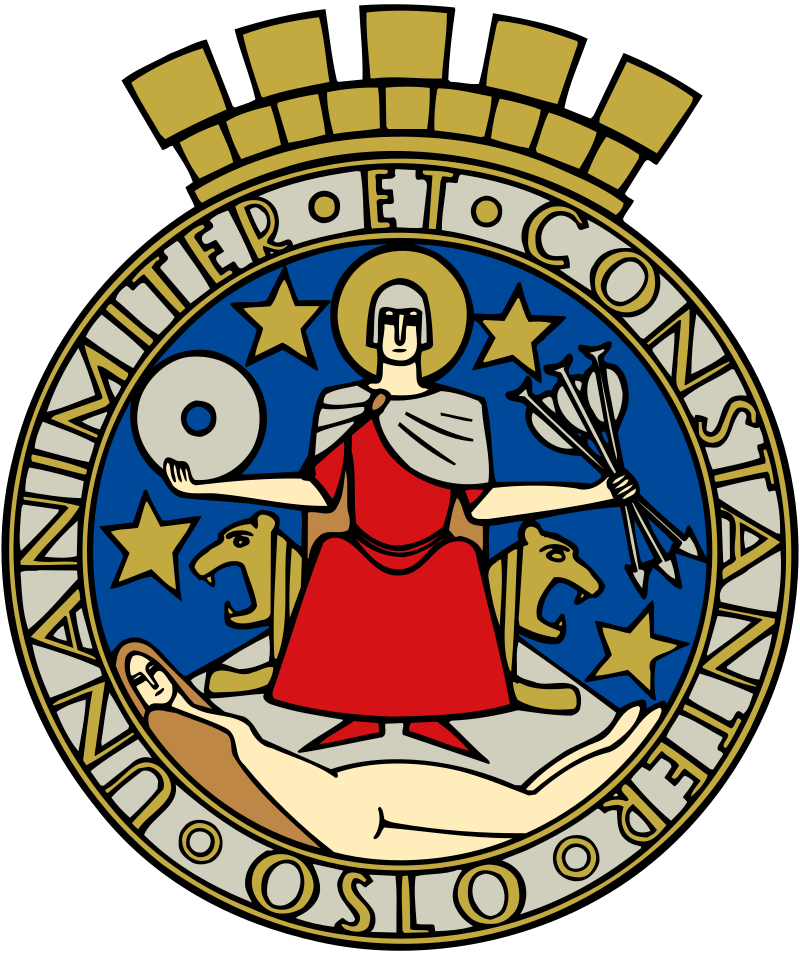 UNANIMITER • ET • CONSTANTER
OSLO